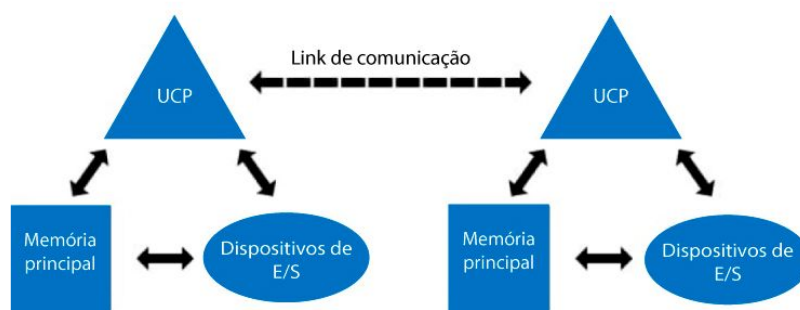 Link de comunicação
UCP
UCP
Memória
principal
Dispositivos de
E/S
Memória
principal
Dispositivos de
E/S